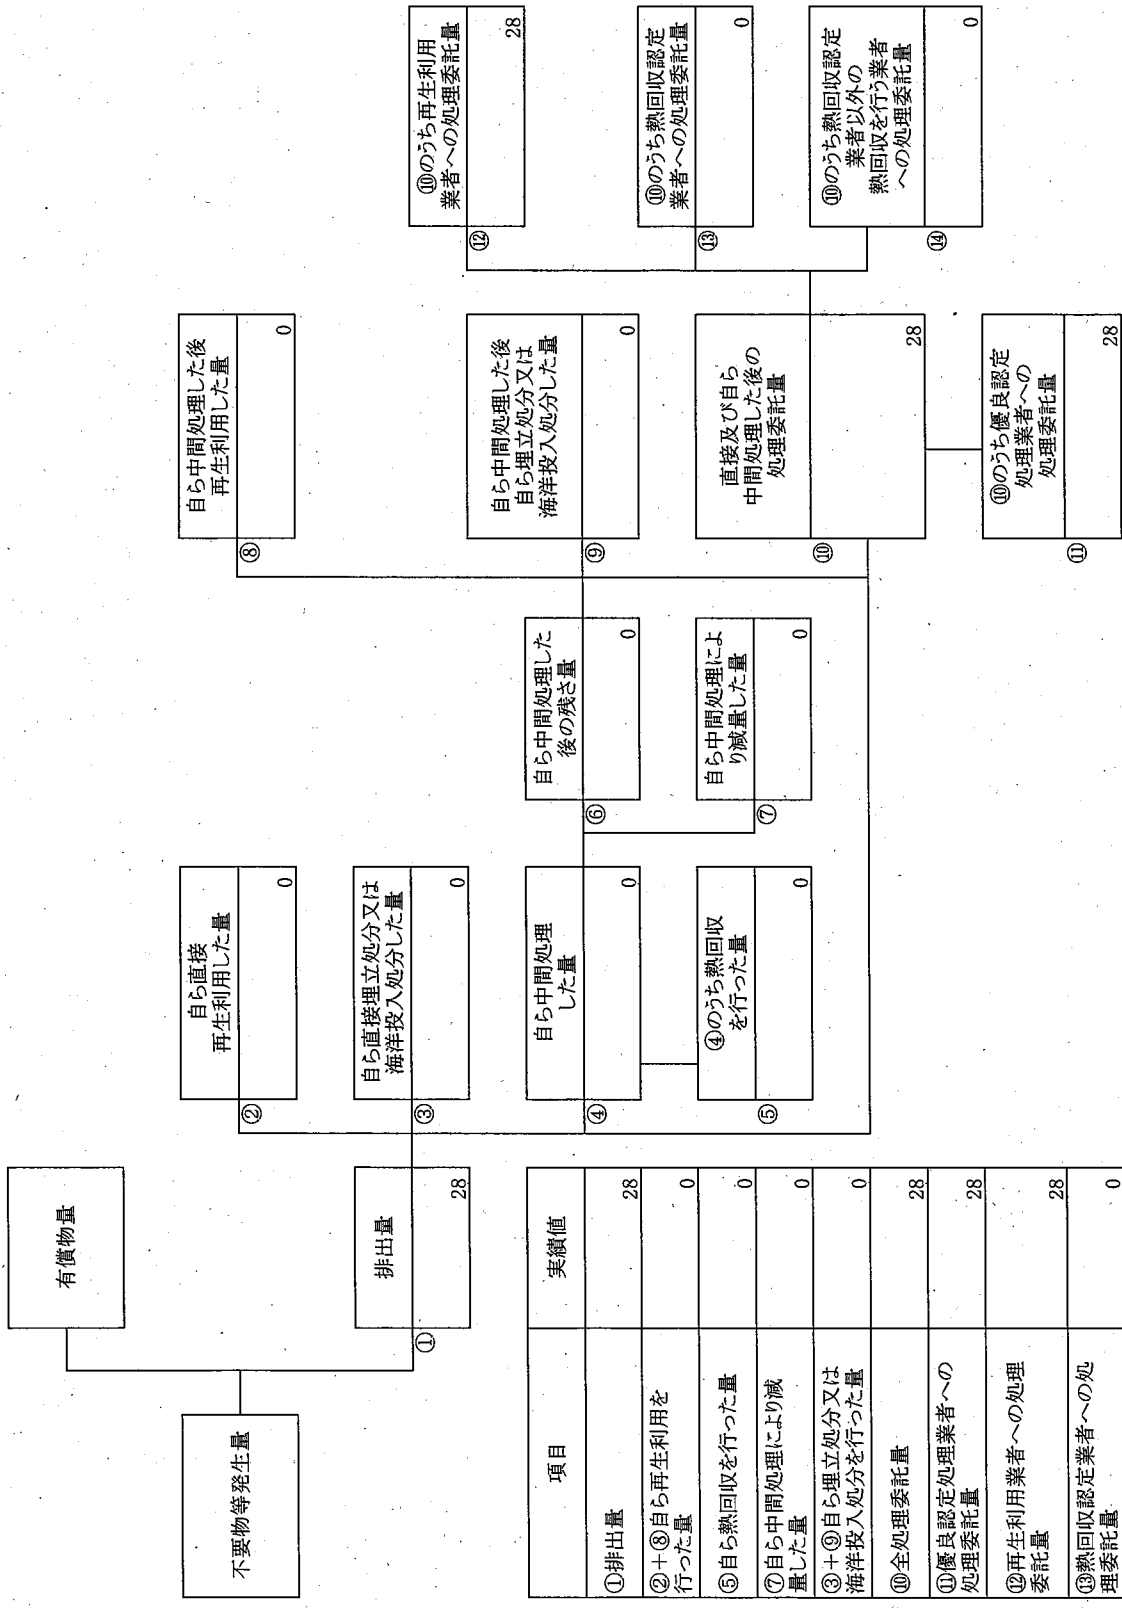 不要物等発生量
有償物量
排出量
①
28
②
自ら直接
再生利用した量
0
③
自ら直接埋立処分又は
海洋投入処分した量
0
④
自ら中間処理
した量
0
⑤
④のうち熱回収
を行った量
0
⑥
自ら中間処理した
後の残さ量
0
⑦
自ら中間処理によ
り減量した量
0
⑧
自ら中間処理した後
再生利用した量
0
⑨
自ら中間処理した後
自ら埋立処分又は
海洋投入処分した量
0
⑩
直接及び自ら
中間処理した後の
処理委託量
28
⑪
⑩のうち優良認定
処理業者への
処理委託量
28
⑫
⑩のうち再生利用
業者への処理委託量
28
⑬
⑩のうち熱回収認定
業者への処理委託量
0
⑭
⑩のうち熱回収認定
業者以外の
熱回収を行う業者
への処理委託量
0
項目 実績値
①排出量 28
②+⑧自ら再生利用を
行った量 0
⑤自ら熱回収を行った量 0
⑦自ら中間処理により減
量した量 0
③+⑨自ら埋立処分又は
海洋投入処分を行った量 0
⑩全処理委託量 28
⑪優良認定処理業者への
処理委託量 28
⑫再生利用業者への処理
委託量 28
⑬熱回収認定業者への処
理委託量 0